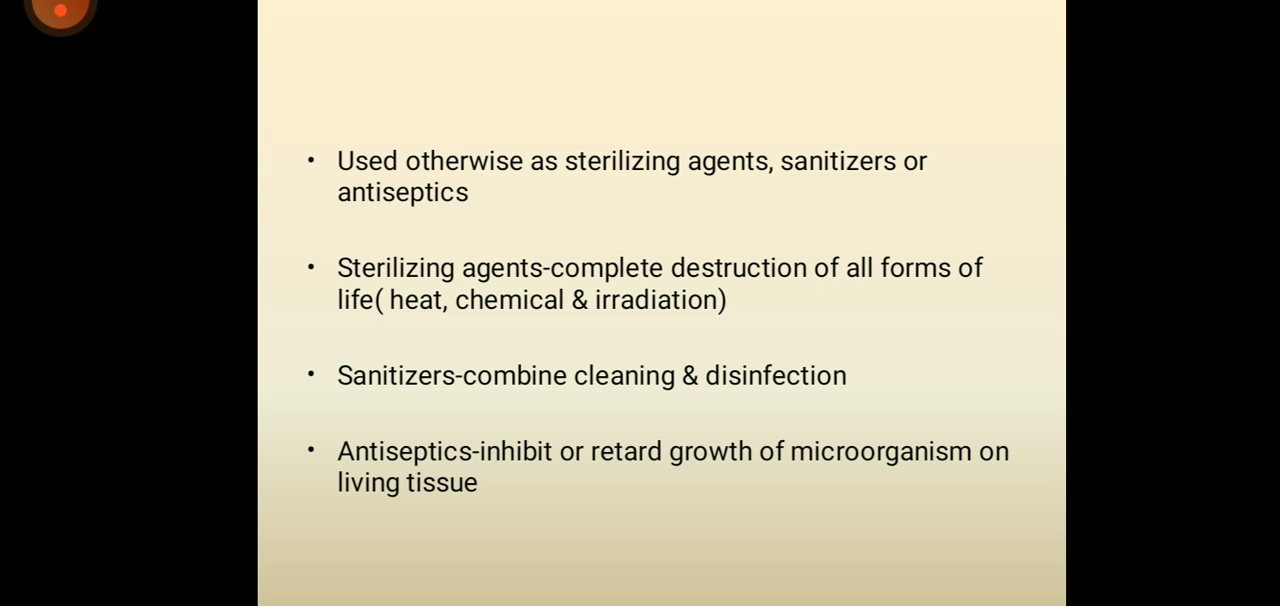 • Used otherwise as sterilizing agents, sanitizers or
antiseptics
• Sterilizing agents-complete destruction of all forms of
life( heat, chemical & irradiation)
• Sanitizers-combine cleaning & disinfection
• Antiseptics-inhibit or retard growth of microorganism on
living tissue